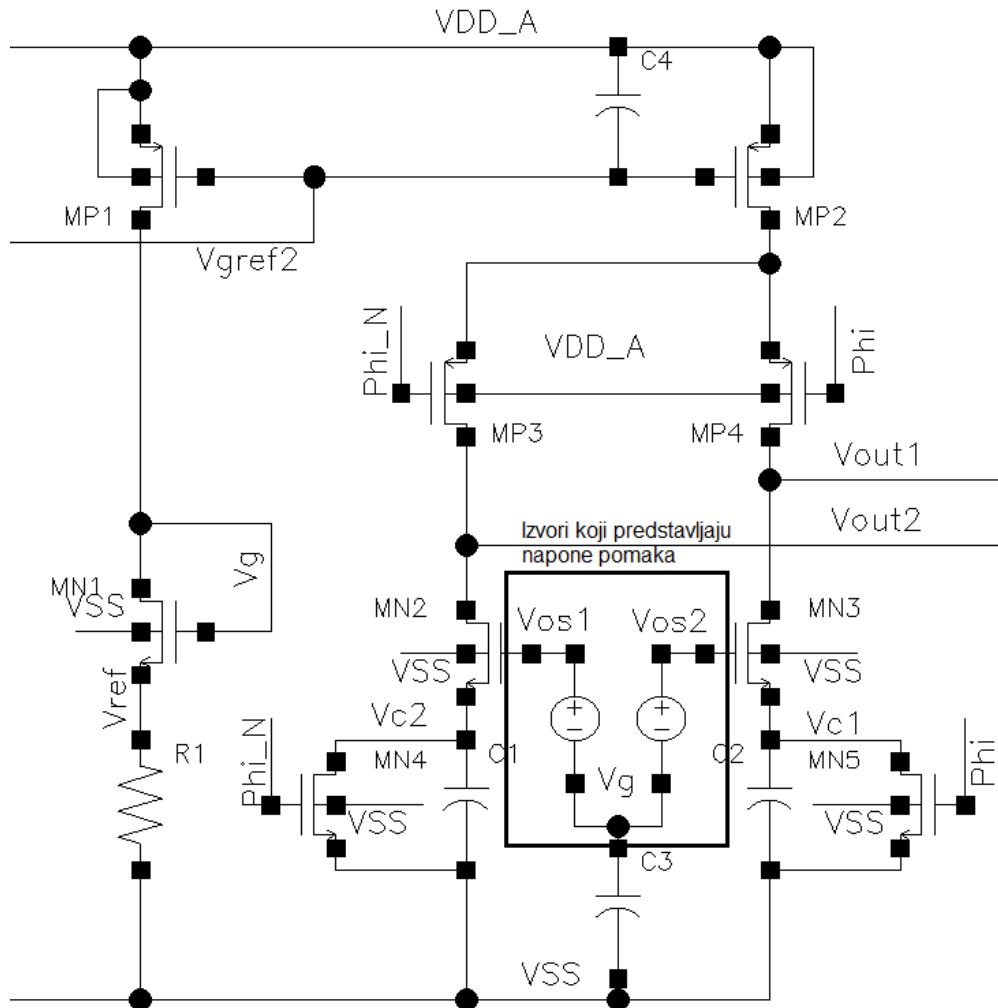 VDD_A
C4
MP1
MP2
Vgref2
Phi_N
VDD_A
Phi
MP3
MP4
Vout1
Izvori koji predstavljaju
napone pomaka
Vout2
Vg
MN1
VSS
MN2
Vos1
Vos2
MN3
VSS
VSS
Vref
Vc2
Vc1
R1
Phi_N
MN4
C1
Vg
C2
MN5
Phi
VSS
VSS
C3
VSS